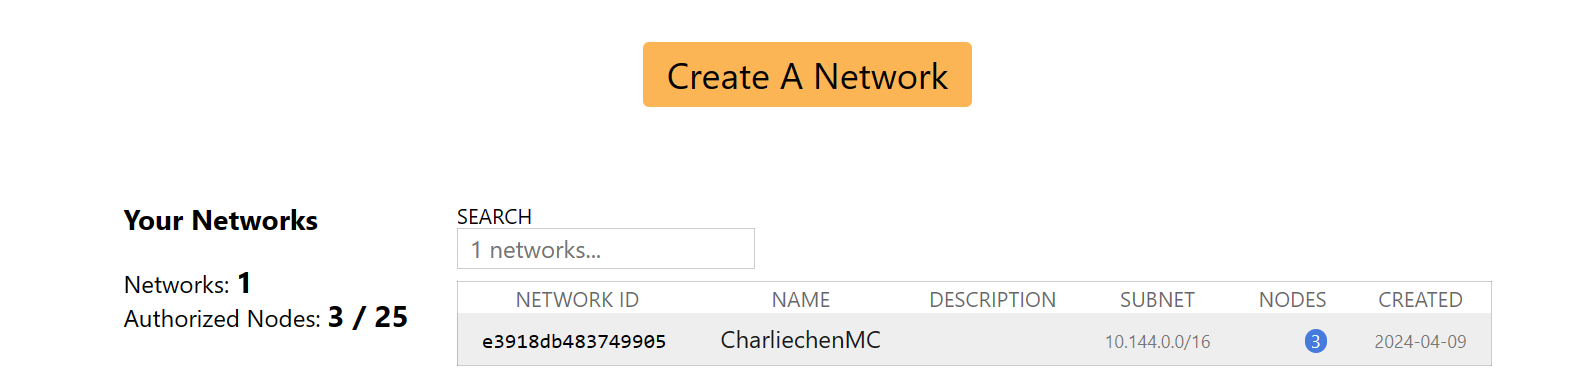 Create A Network
Your Networks
Networks: 1
Authorized Nodes: 3 / 25
SEARCH
1 networks...
NETWORK ID NAME DESCRIPTION SUBNET NODES CREATED
e3918db483749905 CharliechenMC 10.144.0.0/16 3 2024-04-09